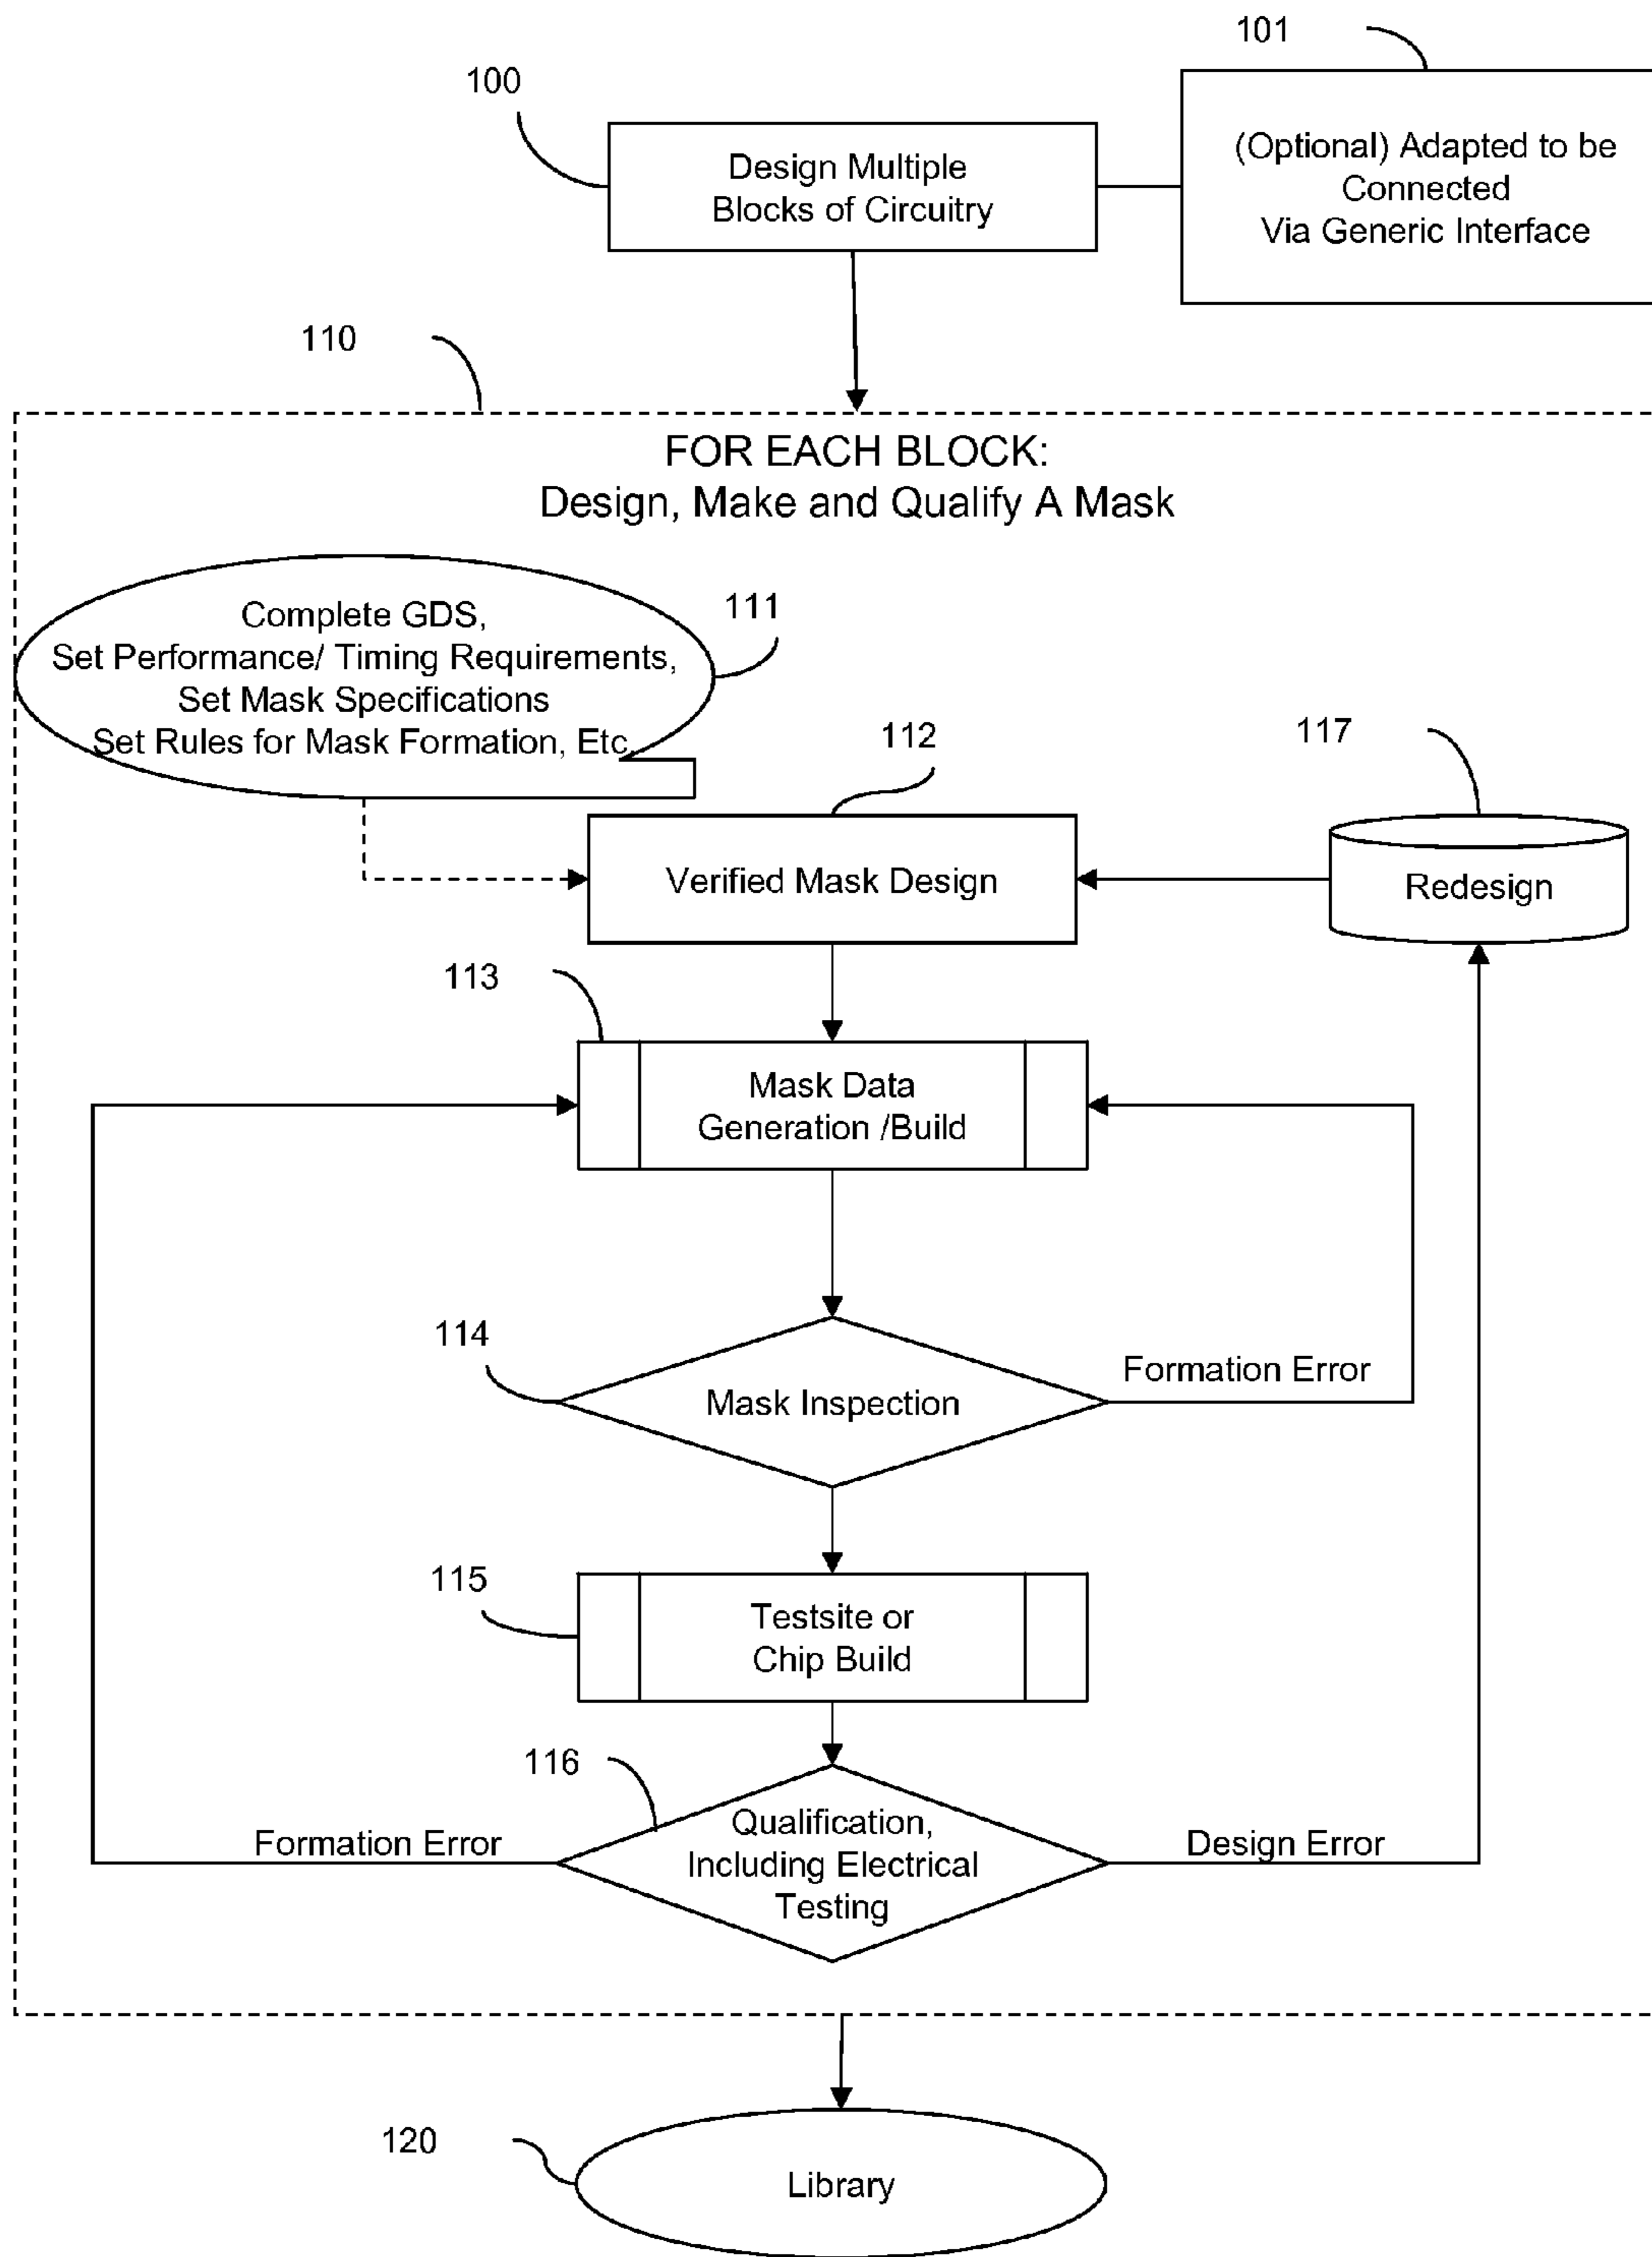 101
100
(Optional) Adapted to be
Connected
Via Generic Interface
Design Multiple
Blocks of Circuitry
110
FOR EACH BLOCK:
Design, Make and Qualify A Mask
Complete GDS,
Set Performance/ Timing Requirements,
Set Mask Specifications
Set Rules for Mask Formation, Etc
111
112
117
Verified Mask Design
Redesign
113
Mask Data
Generation /Build
114
Mask Inspection
Formation Error
115
Testsite or
Chip Build
116
Qualification,
Including Electrical
Testing
Formation Error
Design Error
120
Library